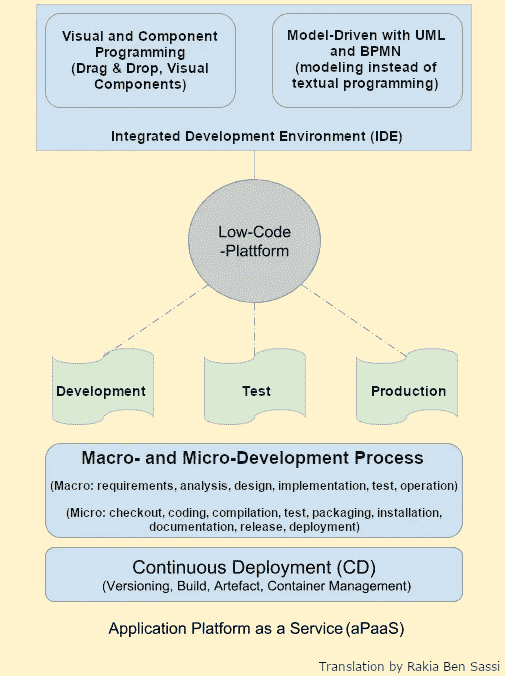 Visual and Component
Programming
(Drag & Drop, Visual
Components)
Model-Driven with UML
and BPMN
(modeling instead of
textual programming)
Integrated Development Environment (IDE)
Low-Code
-Plattform
Development
Test
Production
Macro- and Micro-Development Process
(Macro: requirements, analysis, design, implementation, test, operation)
(Micro: checkout, coding, compilation, test, packaging, installation,
documentation, release, deployment)
Continuous Deployment (CD)
(Versioning, Build, Artefact, Container Management)
Application Platform as a Service (aPaaS)
Translation by Rakia Ben Sassi